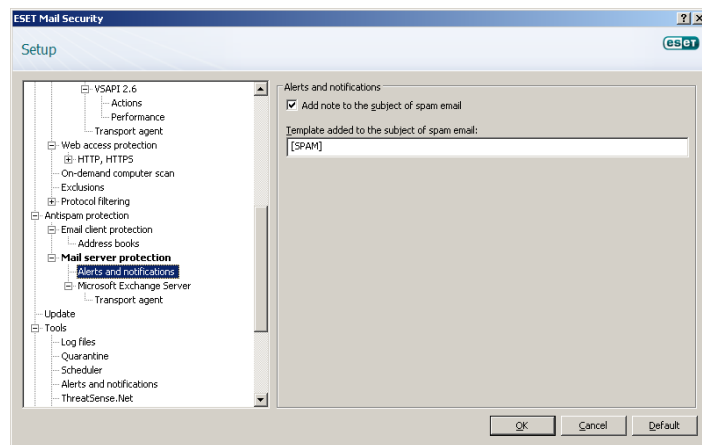 ESET Mail Security
Setup
eset
VSAPI 2.6
Actions
Performance
Transport agent
Web access protection
HTTP, HTTPS
On-demand computer scan
Exclusions
Protocol filtering
Antispam protection
Email client protection
Address books
Mail server protection
Alerts and notifications
Microsoft Exchange Server
Transport agent
Update
Tools
Log files
Quarantine
Scheduler
Alerts and notifications
ThreatSense.Net
Alerts and notifications
Add note to the subject of spam email
Template added to the subject of spam email:
[SPAM]
OK
Cancel
Default